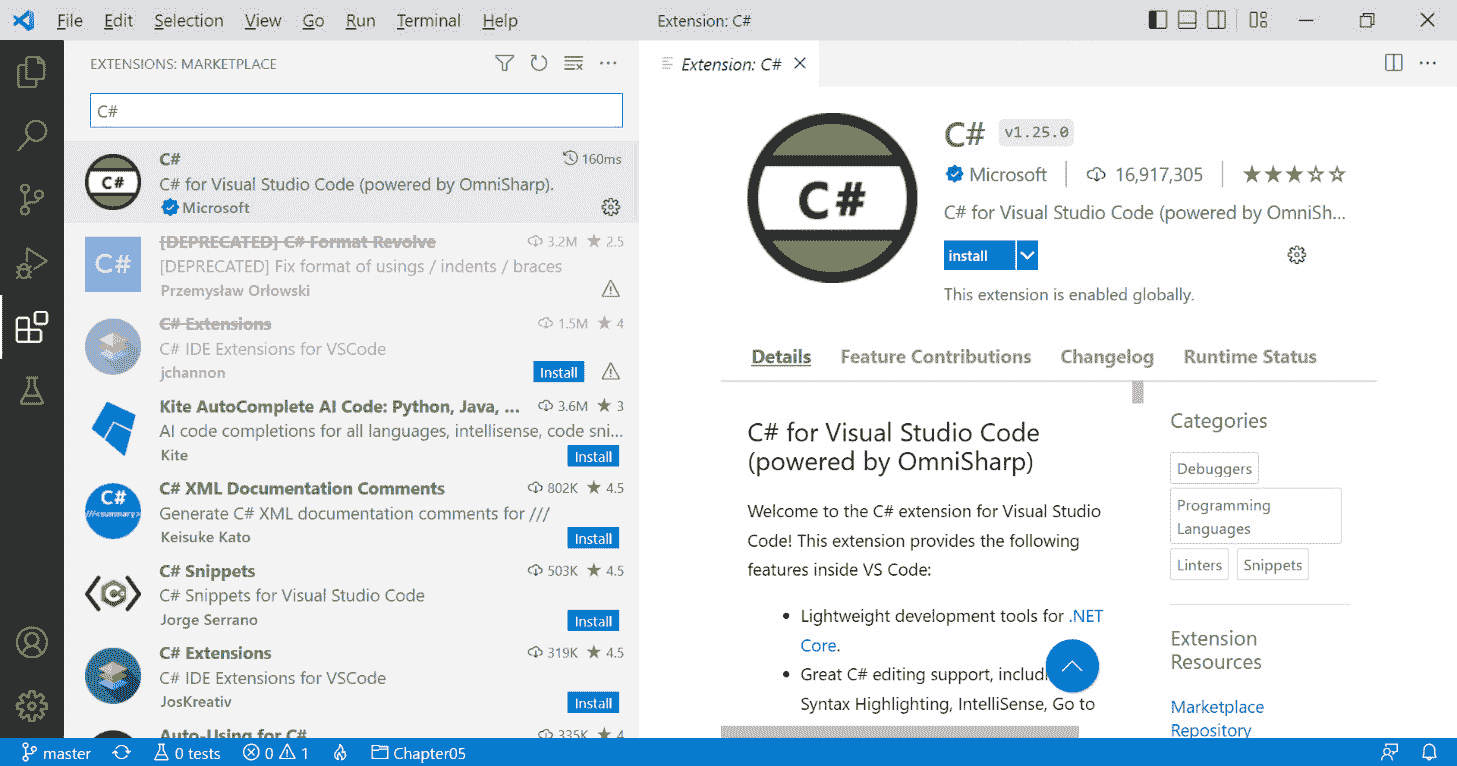 File Edit Selection View Go Run Terminal Help
Extension: C#
EXTENSIONS: MARKETPLACE
C#
C#
C#
160ms
C# for Visual Studio Code (powered by OmniSharp).
Microsoft
C#
[DEPRECATED] C# Format Revolve
3.2M
2.5
[DEPRECATED] Fix format of usings / indents / braces
Przemysław Orłowski
C# Extensions
1.5M
4
C# IDE Extensions for VSCode
jchannon
Install
Kite AutoComplete AI Code: Python, Java, ...
3.6M
3
AI code completions for all languages, intellisense, code sni...
Kite
Install
C#
///<summary>
C# XML Documentation Comments
802K
4.5
Generate C# XML documentation comments for ///
Keisuke Kato
Install
C# Snippets
503K
4.5
C# Snippets for Visual Studio Code
Jorge Serrano
Install
C# Extensions
319K
4.5
C# IDE Extensions for VSCode
JosKreativ
Install
Auto-Using for C#
335K
4
Extension: C#
C#
C# v1.25.0
Microsoft
16,917,305
C# for Visual Studio Code (powered by OmniSh...
install
This extension is enabled globally.
Details Feature Contributions Changelog Runtime Status
C# for Visual Studio Code
(powered by OmniSharp)
Welcome to the C# extension for Visual Studio
Code! This extension provides the following
features inside VS Code:
Lightweight development tools for .NET
Core.
Great C# editing support, includi
Syntax Highlighting, IntelliSense, Go to
Categories
Debuggers
Programming
Languages
Linters
Snippets
Extension
Resources
Marketplace
Repository
master
0 tests
0
1
Chapter05